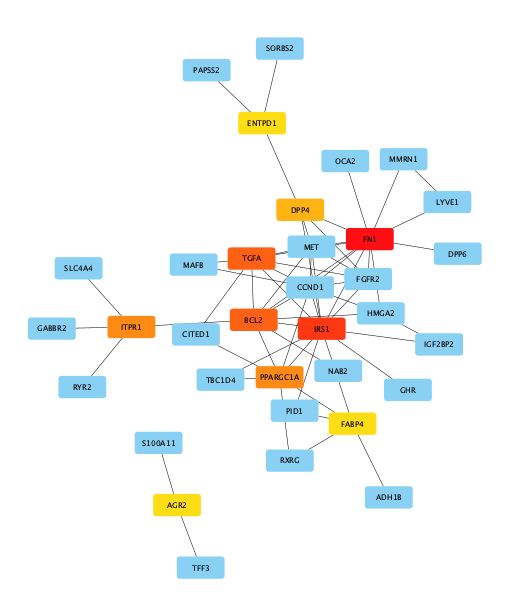 SORBS2
PAPSS2
ENTPD1
OCA2
MMRN1
LYVE1
DPP4
FN1
MET
DPP6
TGFA
MAFB
SLC4A4
FGFR2
CCND1
HMGA2
BCL2
ITPR1
GABBR2
IRS1
CITED1
IGF2BP2
NAB2
PPARGC1A
TBC1D4
RYR2
GHR
PID1
FABP4
S100A11
RXRG
ADH1B
AGR2
TFF3